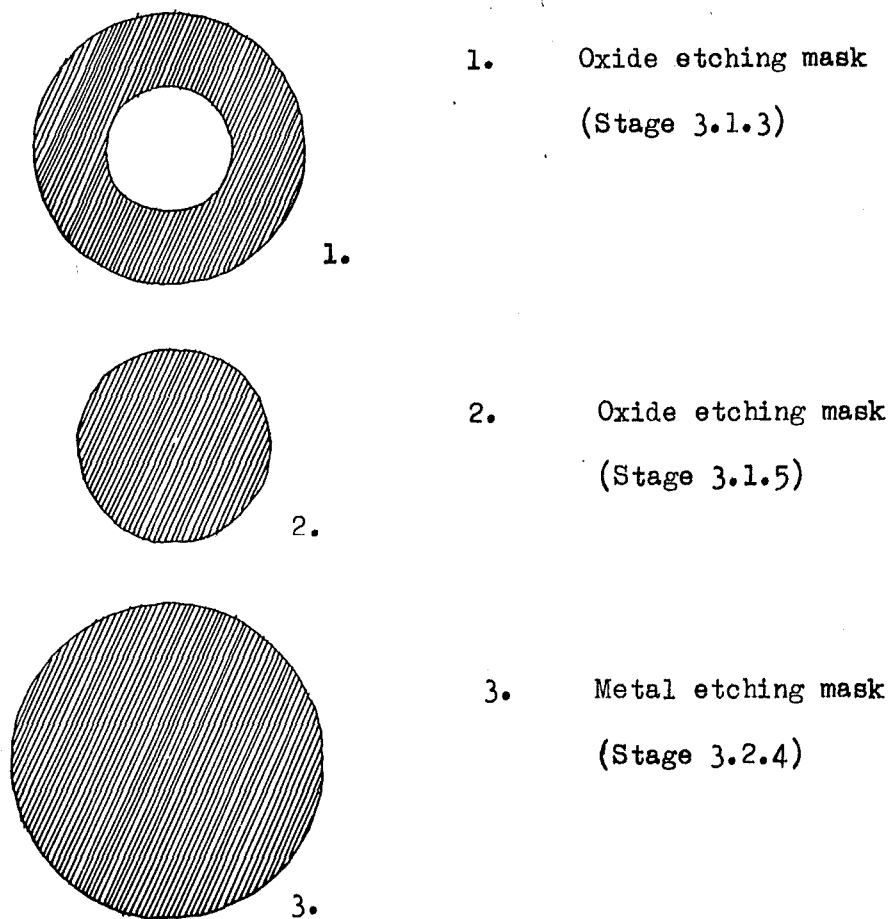 1. Oxide etching mask
(Stage 3.1.3)
1.
2. Oxide etching mask
(Stage 3.1.5)
2.
3. Metal etching mask
(Stage 3.2.4)
3.